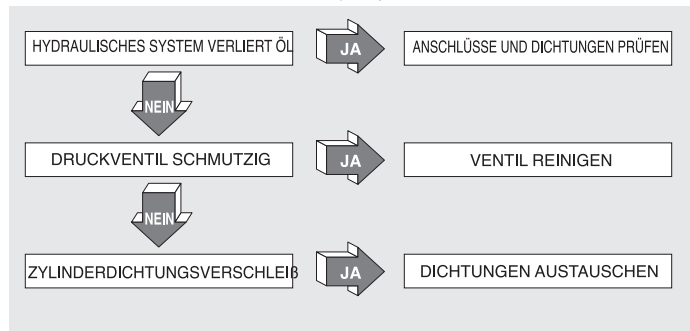 HYDRAULISCHES SYSTEM VERLIERT ÖL JA ANSCHLÜSSE UND DICHTUNGEN PRÜFEN
NEIN
DRUCKVENTIL SCHMUTZIG JA VENTIL REINIGEN
NEIN
ZYLINDERDICHTUNGSVERSCHLEIß JA DICHTUNGEN AUSTAUSCHEN